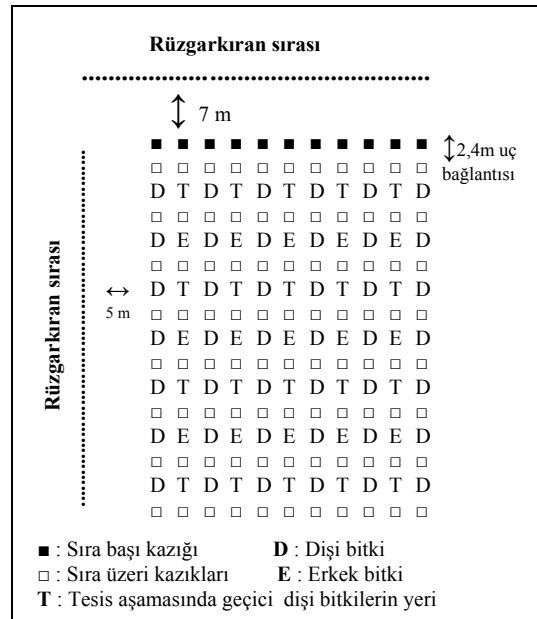 Rüzgarkıran sırası
7 m
■ ■ ■ ■ ■ ■ ■ ■ ■ ■ ■
2,4m uç
bağlantısı
□ □ □ □ □ □ □ □ □ □ □
D T D T D T D T D T D
□ □ □ □ □ □ □ □ □ □ □
D E D E D E D E D E D
□ □ □ □ □ □ □ □ □ □ □
D T D T D T D T D T D
□ □ □ □ □ □ □ □ □ □ □
D E D E D E D E D E D
□ □ □ □ □ □ □ □ □ □ □
D T D T D T D T D T D
□ □ □ □ □ □ □ □ □ □ □
D E D E D E D E D E D
□ □ □ □ □ □ □ □ □ □ □
D T D T D T D T D T D
□ □ □ □ □ □ □ □ □ □ □
Rüzgarkıran sırası
↔
5 m
■ : Sıra başı kazığı D : Dişi bitki
□ : Sıra üzeri kazıkları E : Erkek bitki
T : Tesis aşamasında geçici dişi bitkilerin yeri